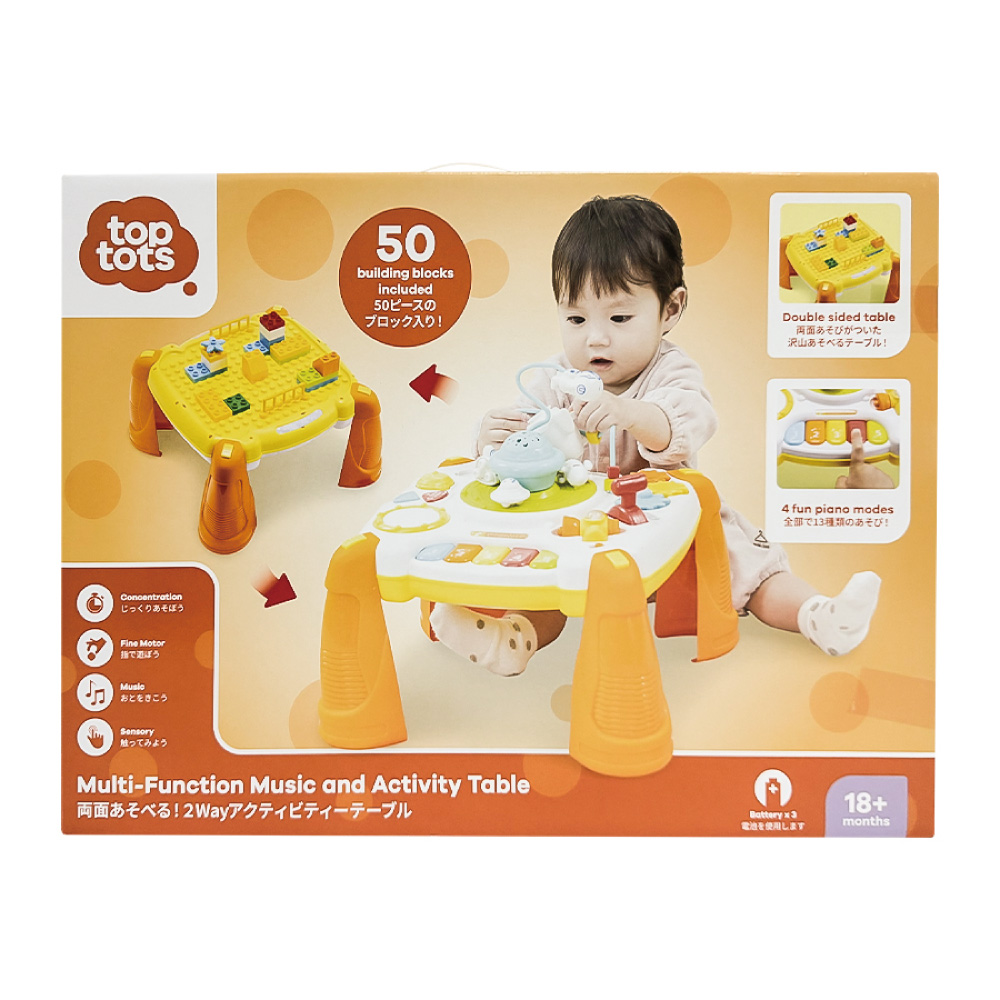 top
tots
50
building blocks
included
50ピースの
ブロック入り！
Double sided table
両面あそびがついた
沢山あそべるテーブル！
4 fun piano modes
全部で13種類のあそび！
Concentration
じっくりあそぼう
Fine Motor
指で遊ぼう
Music
おとをきこう
Sensory
触ってみよう
Multi-Function Music and Activity Table
両面あそべる！2Wayアクティビティーテーブル
Battery x 3
電池を使用します
18+
months